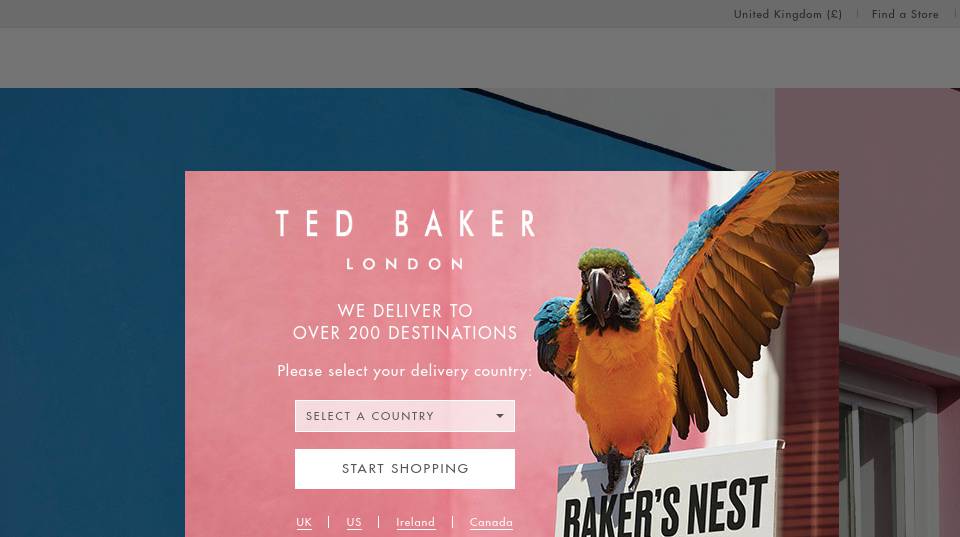 United Kingdom (£) | Find a Store |
TED BAKER
LONDON
WE DELIVER TO
OVER 200 DESTINATIONS
Please select your delivery country:
SELECT A COUNTRY
START SHOPPING
UK | US | Ireland | Canada
BAKER'S NEST